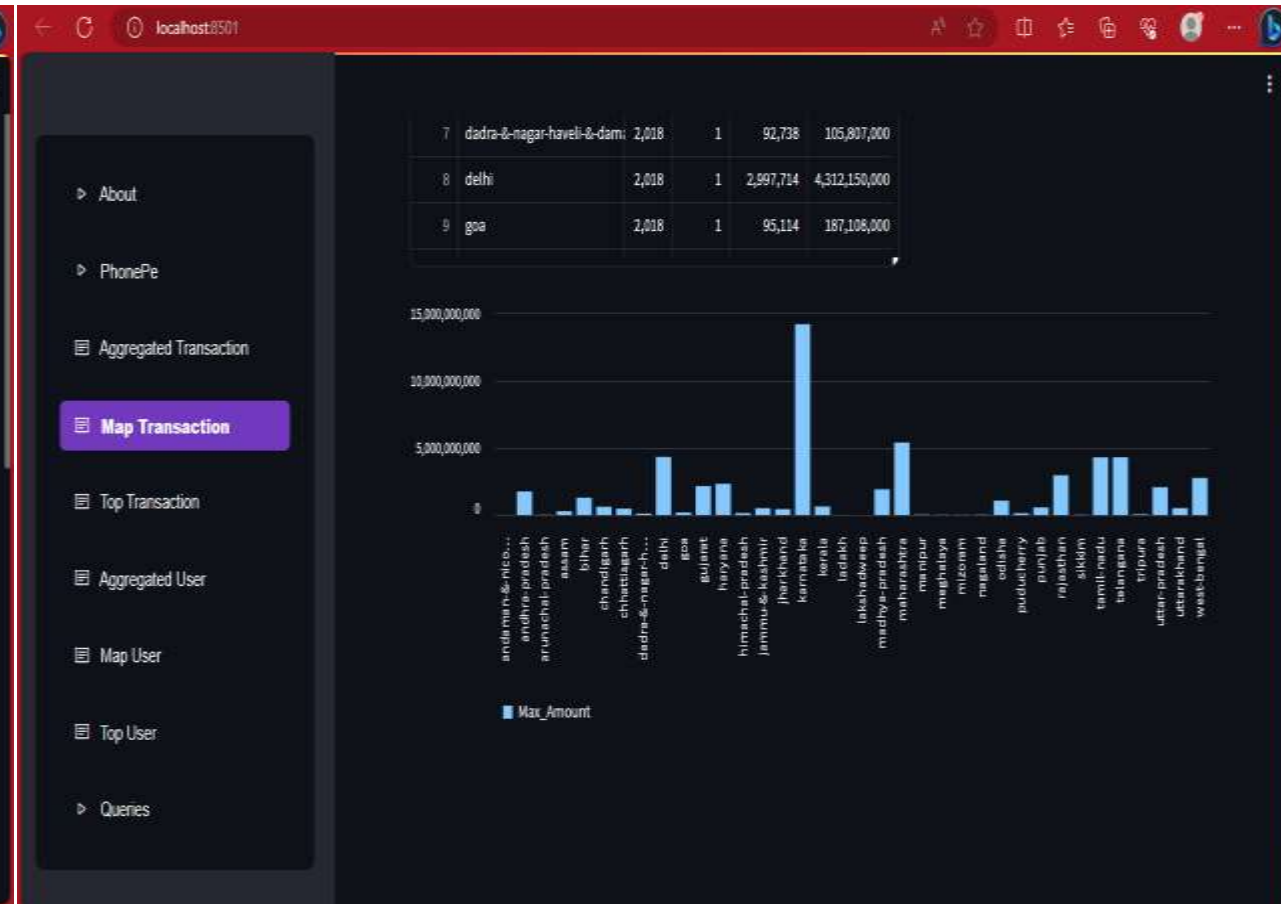 localhost:8501
About
PhonePe
Aggregated Transaction
Map Transaction
Top Transaction
Aggregated User
Map User
Top User
Queries
7 dadra-&-nagar-haveli-&-dama 2,018 1 92,738 105,807,000
8 delhi 2,018 1 2,997,714 4,312,150,000
9 goa 2,018 1 95,114 187,108,000
15,000,000,000
10,000,000,000
5,000,000,000
0
andaman-&-nico...
andhra-pradesh
arunachal-pradesh
assam
bihar
chandigarh
chhattisgarh
dadra-&-nagar-h...
delhi
goa
gujarat
haryana
himachal-pradesh
jammu-&-kashmir
jharkhand
karnataka
kerala
ladakh
lakshadweep
madhya-pradesh
maharashtra
manipur
meghalaya
mizoram
nagaland
odisha
puducherry
punjab
rajasthan
sikkim
tamil-nadu
telangana
tripura
uttar-pradesh
uttarakhand
west-bengal
Max_Amount